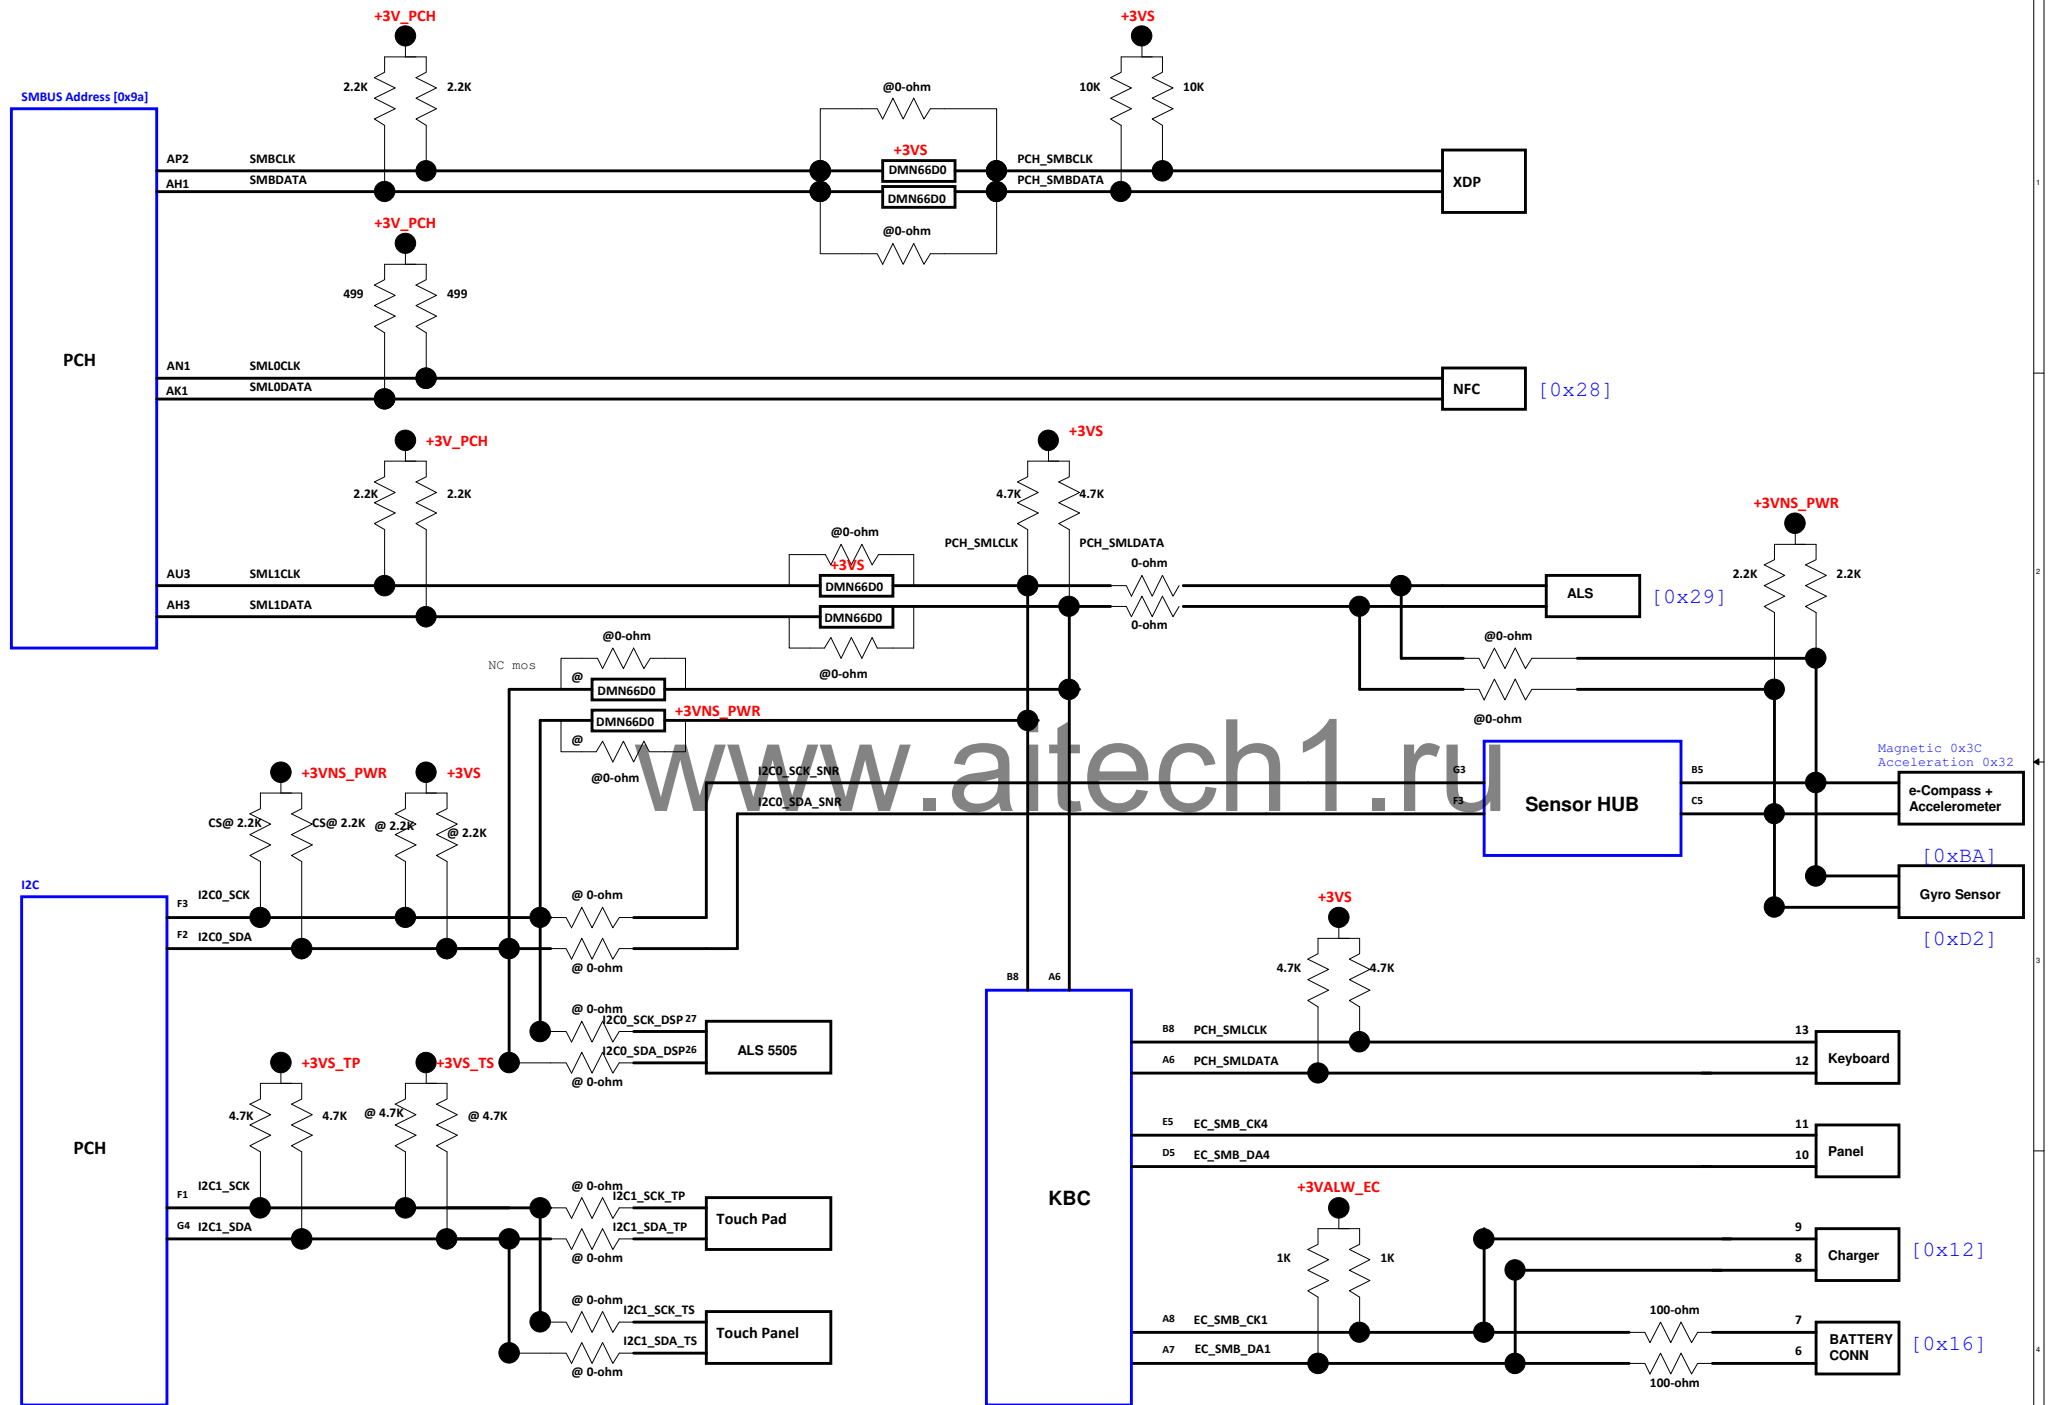 +3V_PCH
+3VS
2.2K
2.2K
10K
10K
@0-ohm
SMBUS Address [0x9a]
+3VS
AP2
SMBCLK
DMN66D0
PCH_SMBCLK
AH1
SMBDATA
DMN66D0
PCH_SMBDATA
XDP
@0-ohm
+3V_PCH
499
499
PCH
AN1
SML0CLK
AK1
SML0DATA
NFC
[0x28]
+3V_PCH
+3VS
2.2K
2.2K
4.7K
4.7K
+3VNS_PWR
@0-ohm
PCH_SMLCLK
PCH_SMLDATA
+3VS
0-ohm
2.2K
2.2K
AU3
SML1CLK
DMN66D0
ALS
[0x29]
AH3
SML1DATA
DMN66D0
0-ohm
@0-ohm
@0-ohm
NC mos
@0-ohm
@
DMN66D0
+3VNS_PWR
DMN66D0
@
@0-ohm
@0-ohm
www.aitech1.ru
Magnetic 0x3C
Acceleration 0x32
+3VNS_PWR
+3VS
I2C0_SCK_SNR
G3
B5
I2C0_SDA_SNR
F3
C5
Sensor HUB
e-Compass +
Accelerometer
CS@ 2.2K
CS@ 2.2K
@ 2.2K
@ 2.2K
[0xBA]
Gyro Sensor
[0xD2]
I2C
F3
I2C0_SCK
@ 0-ohm
F2
I2C0_SDA
@ 0-ohm
+3VS
4.7K
4.7K
B8
A6
@ 0-ohm
I2C0_SCK_DSP
27
I2C0_SDA_DSP
26
ALS 5505
@ 0-ohm
B8
PCH_SMLCLK
13
A6
PCH_SMLDATA
12
Keyboard
+3VS_TP
+3VS_TS
4.7K
4.7K
@ 4.7K
@ 4.7K
PCH
E5
EC_SMB_CK4
11
D5
EC_SMB_DA4
10
Panel
KBC
F1
I2C1_SCK
@ 0-ohm
I2C1_SCK_TP
G4
I2C1_SDA
I2C1_SDA_TP
Touch Pad
@ 0-ohm
+3VALW_EC
1K
1K
9
8
Charger
[0x12]
@ 0-ohm
I2C1_SCK_TS
I2C1_SDA_TS
Touch Panel
@ 0-ohm
A8
EC_SMB_CK1
100-ohm
7
A7
EC_SMB_DA1
100-ohm
6
BATTERY
CONN
[0x16]
1
2
3
4